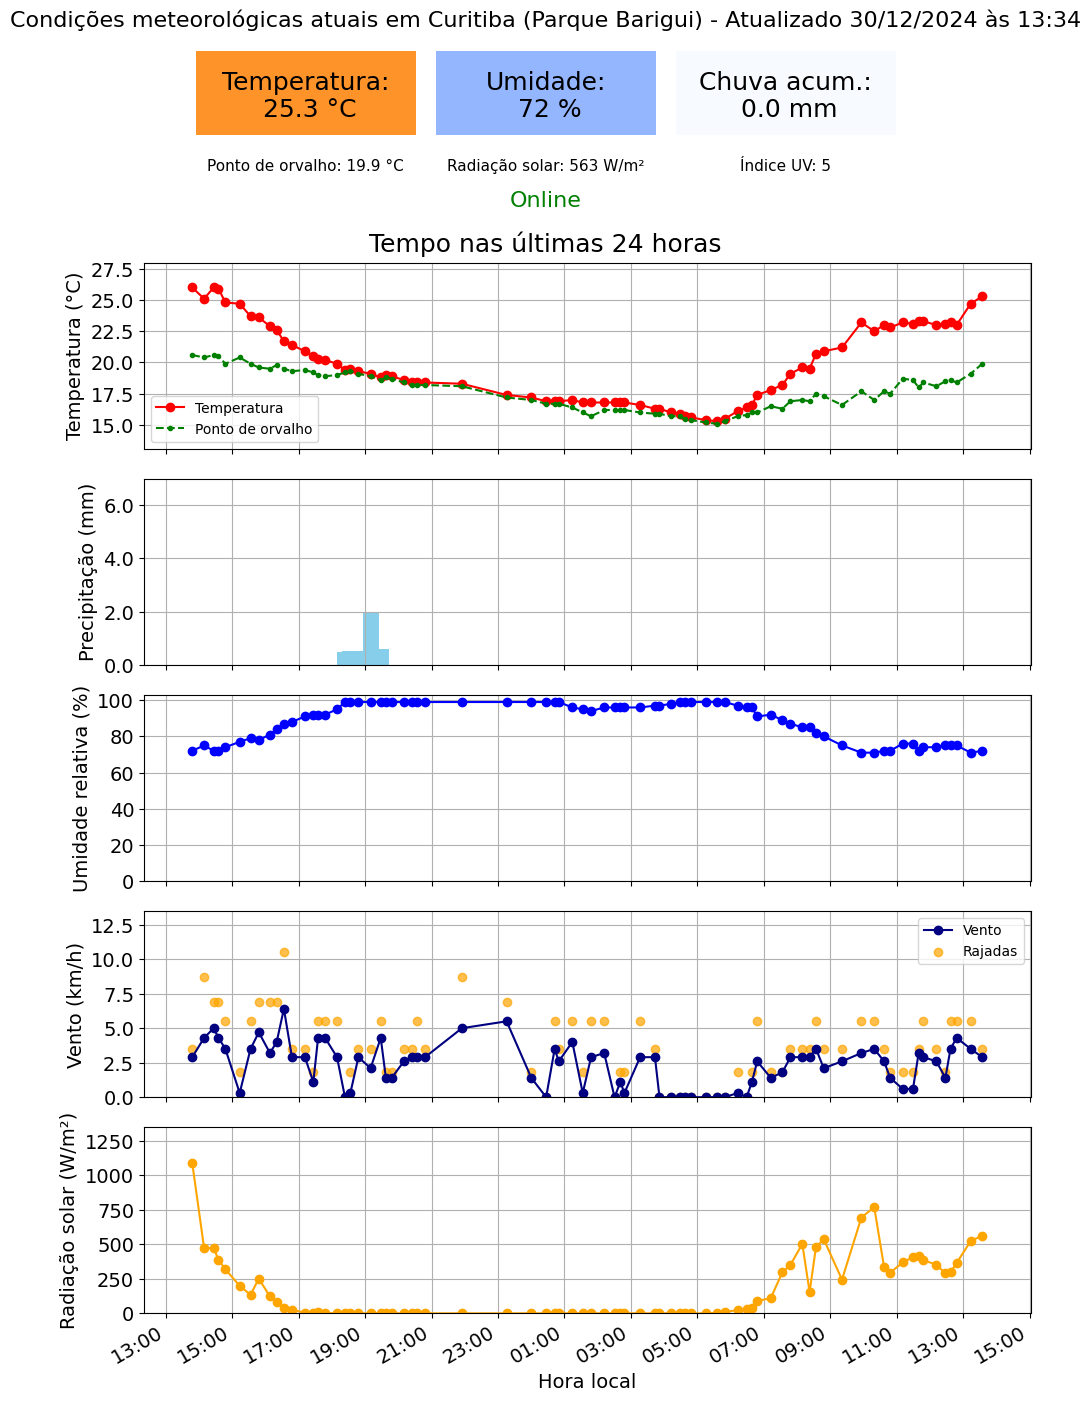 Condições meteorológicas atuais em Curitiba (Parque Barigui) - Atualizado 30/12/2024 às 13:34
Temperatura:
25.3 °C
Umidade:
72 %
Chuva acum.:
0.0 mm
Ponto de orvalho: 19.9 °C
Radiação solar: 563 W/m²
Índice UV: 5
Online
Tempo nas últimas 24 horas
Temperatura (°C)
27.5
25.0
22.5
20.0
17.5
15.0
Temperatura
Ponto de orvalho
Precipitação (mm)
6.0
4.0
2.0
0.0
Umidade relativa (%)
100
80
60
40
20
0
Vento (km/h)
12.5
10.0
7.5
5.0
2.5
0.0
Vento
Rajadas
Radiação solar (W/m²)
1250
1000
750
500
250
0
13:00
15:00
17:00
19:00
21:00
23:00
01:00
03:00
05:00
07:00
09:00
11:00
13:00
15:00
Hora local